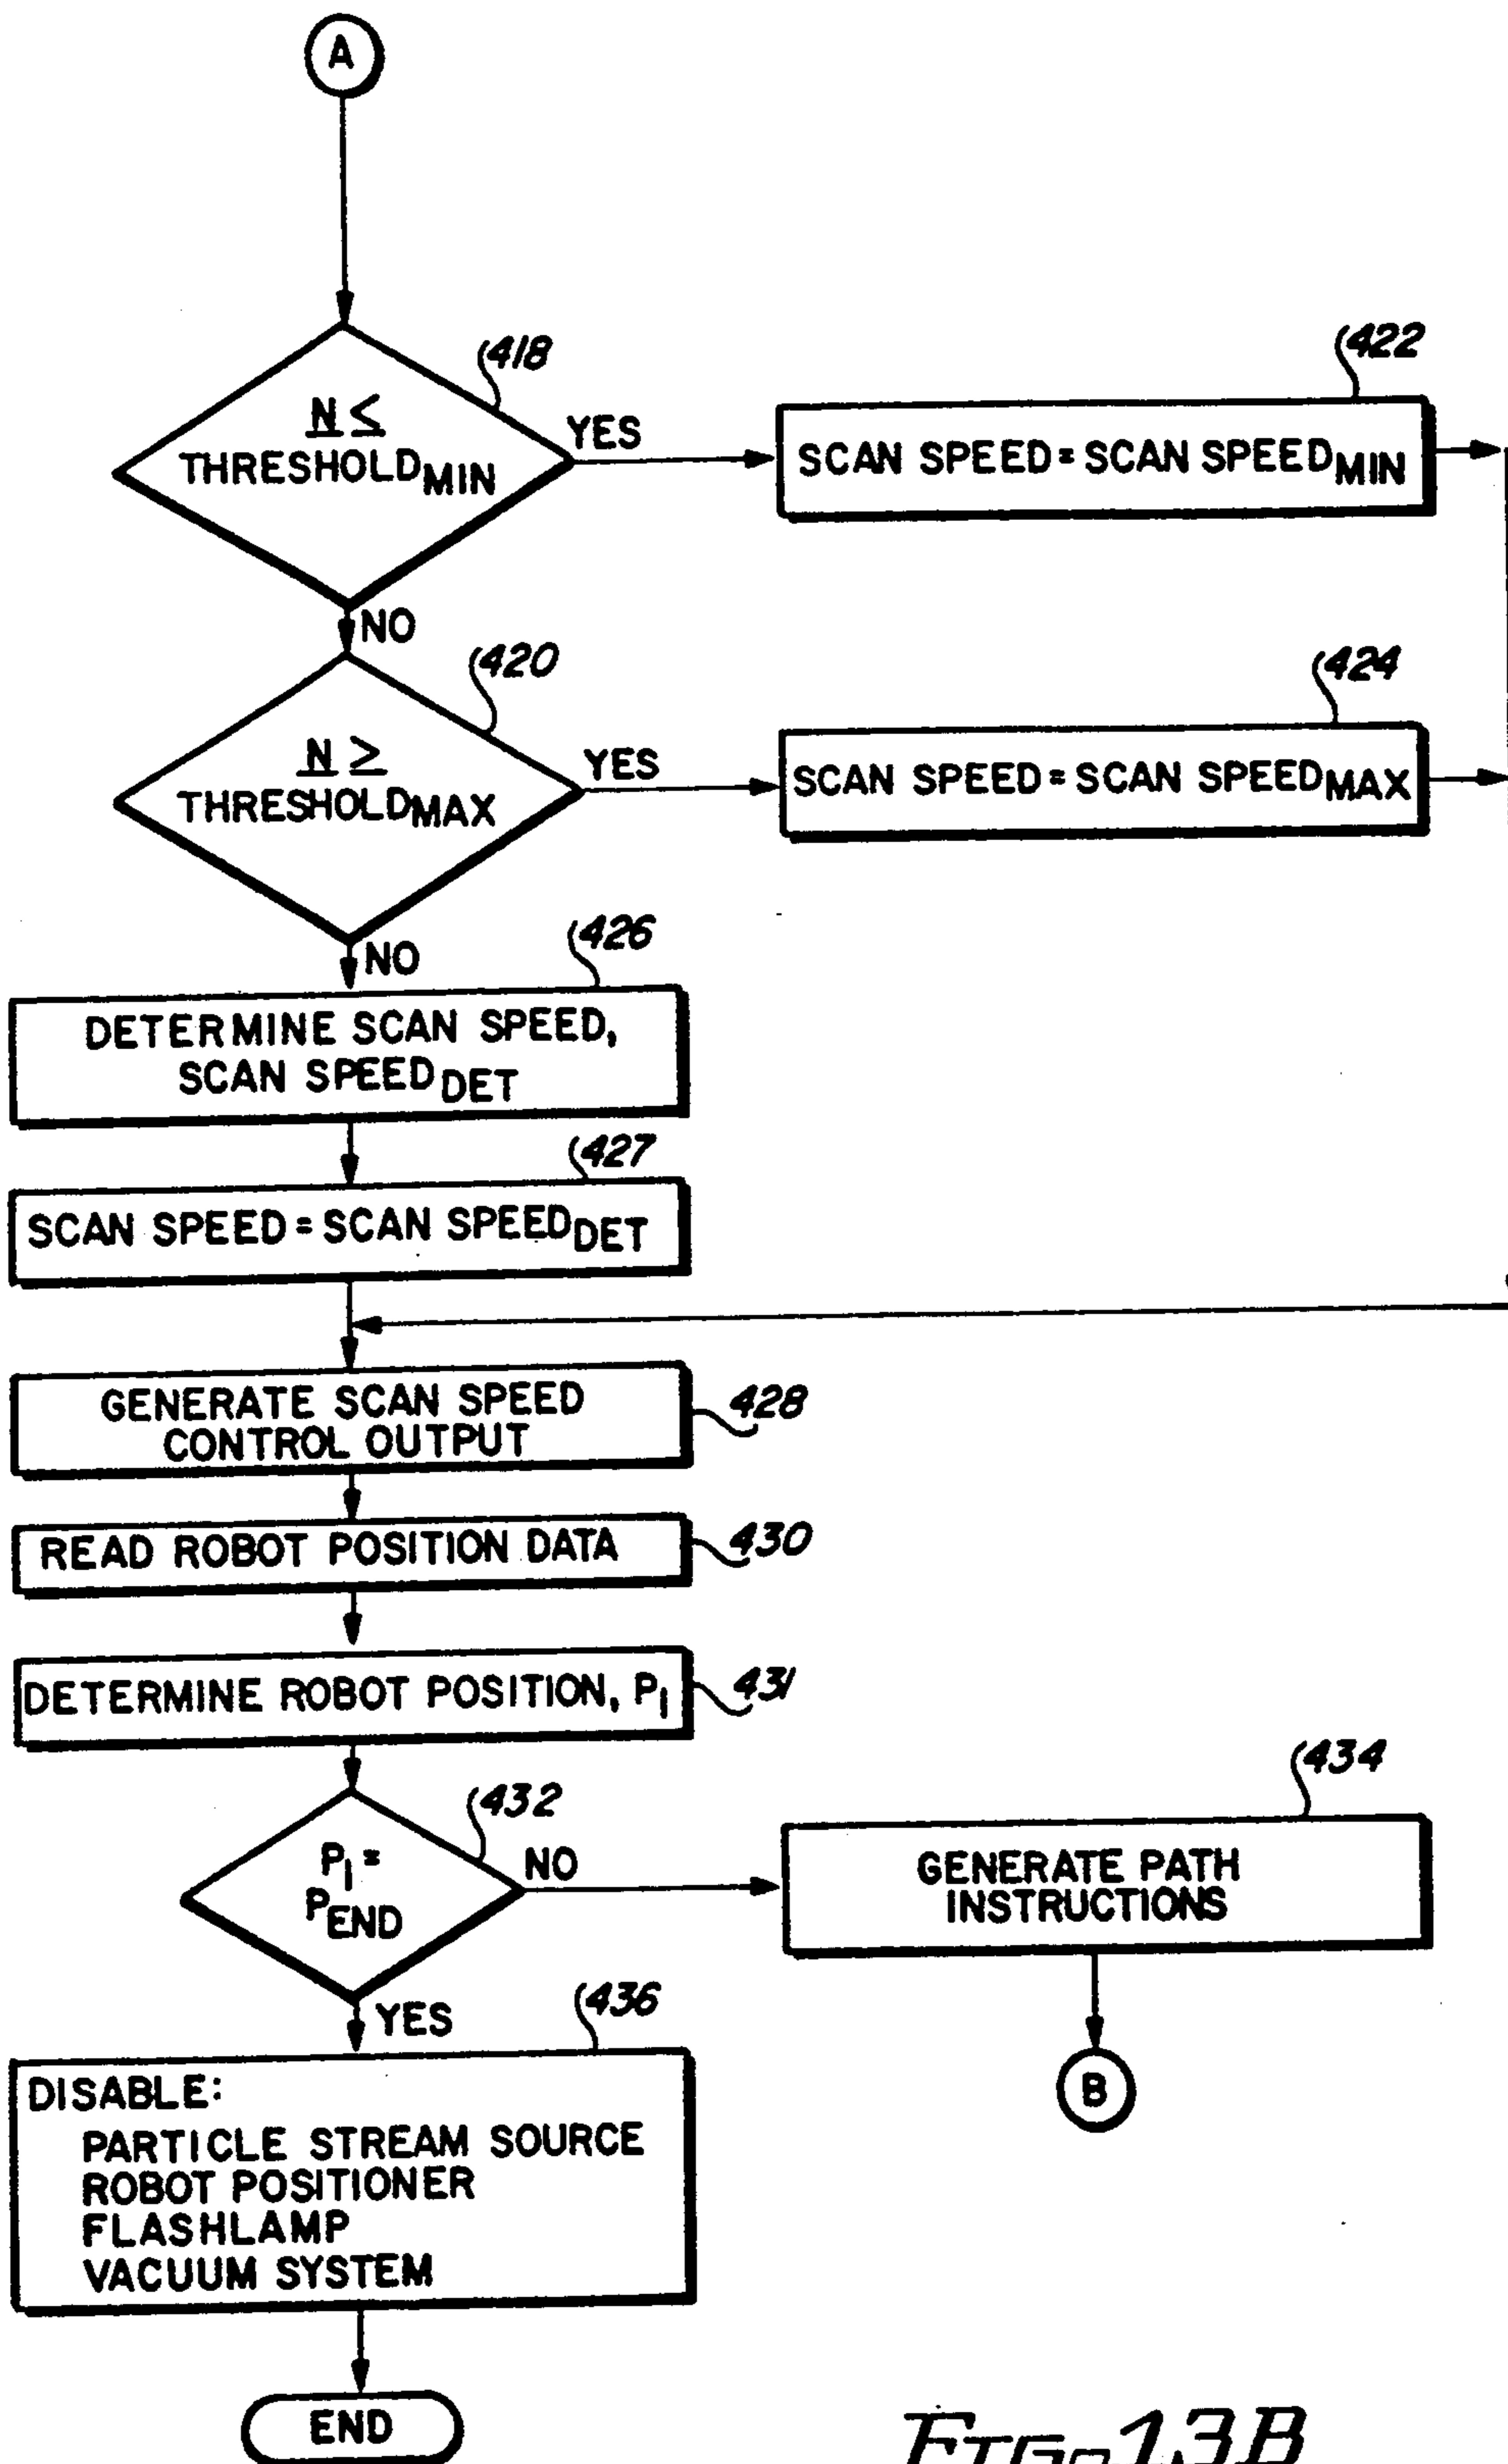 A
418
N ≤
THRESHOLDMIN
YES
422
SCAN SPEED = SCAN SPEEDMIN
NO
420
N ≥
THRESHOLDMAX
YES
424
SCAN SPEED = SCAN SPEEDMAX
NO
426
DETERMINE SCAN SPEED,
SCAN SPEEDDET
427
SCAN SPEED = SCAN SPEEDDET
GENERATE SCAN SPEED
CONTROL OUTPUT
428
READ ROBOT POSITION DATA
430
DETERMINE ROBOT POSITION, PI
431
432
PI =
PEND
NO
434
GENERATE PATH
INSTRUCTIONS
B
YES
436
DISABLE:
PARTICLE STREAM SOURCE
ROBOT POSITIONER
FLASHLAMP
VACUUM SYSTEM
END
FIG. 13B